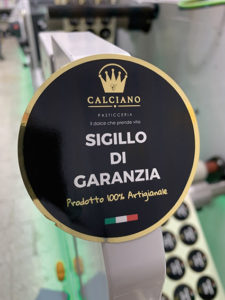 CALCIANO
PASTICCERIA
il dolce che prende vita
SIGILLO
DI
GARANZIA
Prodotto 100% Artigianale